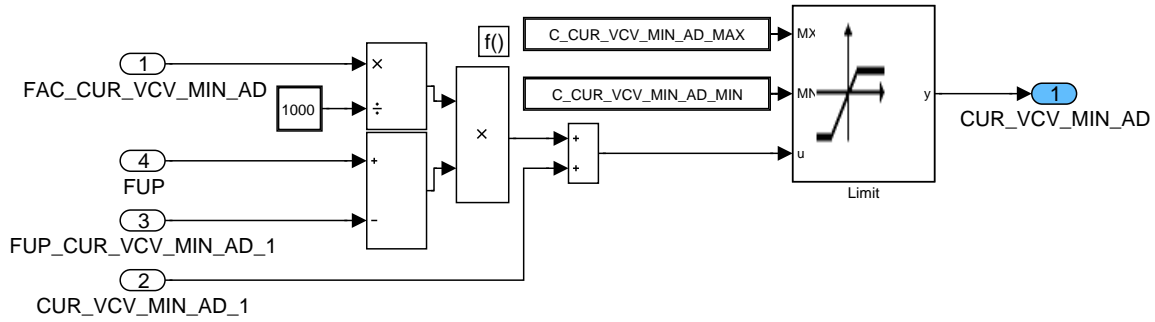 f()
C_CUR_VCV_MIN_AD_MAX
MX
1
×
FAC_CUR_VCV_MIN_AD
1000
÷
C_CUR_VCV_MIN_AD_MIN
MN
y
1
CUR_VCV_MIN_AD
×
4
+
FUP
+
+
u
Limit
3
−
FUP_CUR_VCV_MIN_AD_1
2
CUR_VCV_MIN_AD_1